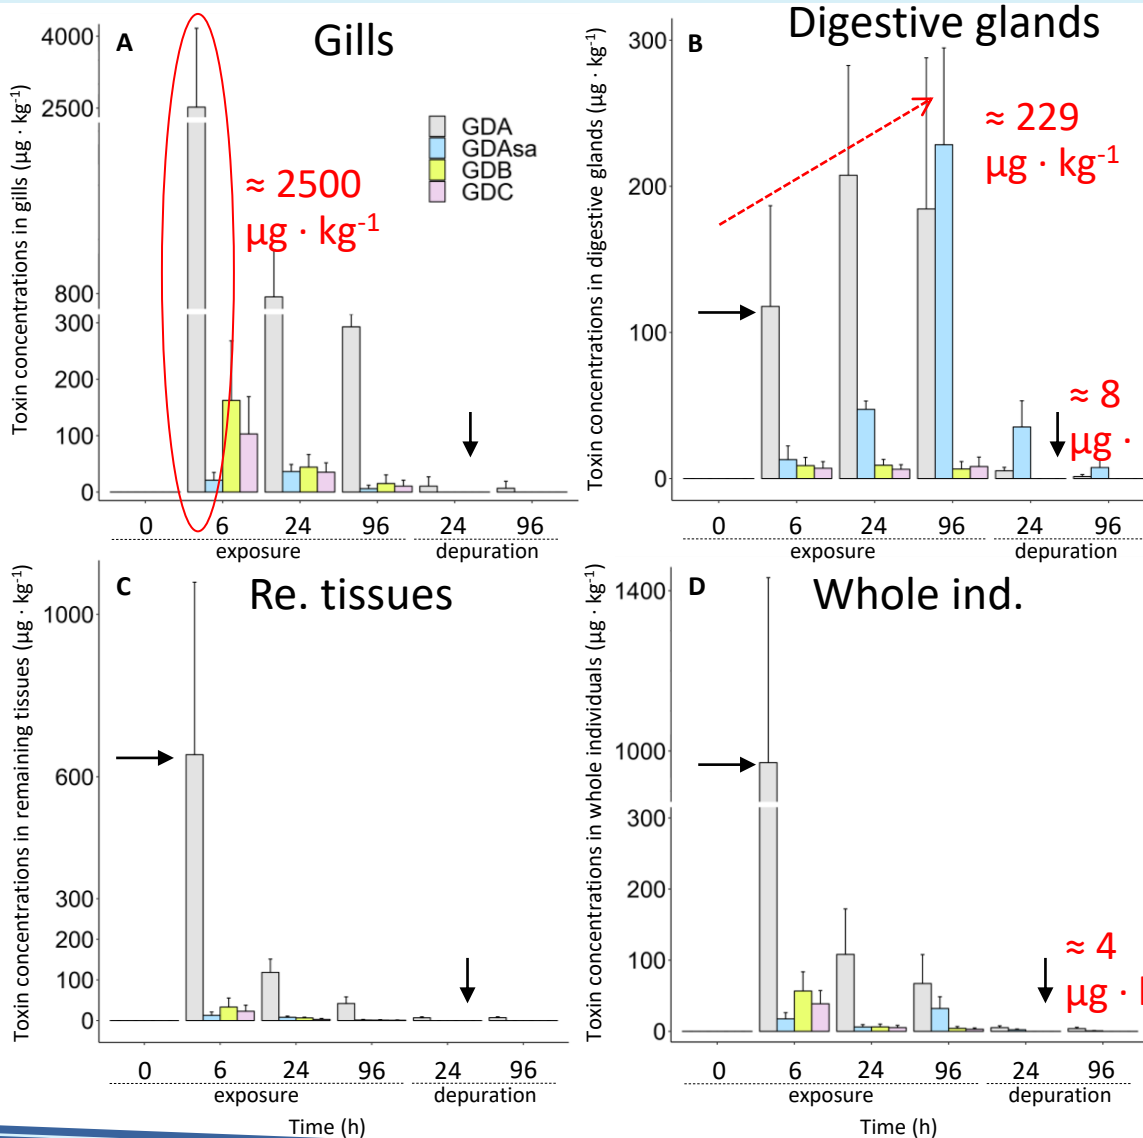 A
Gills
Toxin concentrations in gills (µg · kg⁻¹)
4000
2500
800
300
200
100
0
GDA
GDAsa
GDB
GDC
≈ 2500
µg · kg⁻¹
0 6 24 96 24 96
exposure depuration
B
Digestive glands
Toxin concentrations in digestive glands (µg · kg⁻¹)
300
200
100
0
≈ 229
µg · kg⁻¹
≈ 8
µg ·
0 6 24 96 24 96
exposure depuration
C
Re. tissues
Toxin concentrations in remaining tissues (µg · kg⁻¹)
1000
600
300
200
100
0
0 6 24 96 24 96
exposure depuration
Time (h)
D
Whole ind.
Toxin concentrations in whole individuals (µg · kg⁻¹)
1400
1000
300
200
100
0
≈ 4
µg ·
0 6 24 96 24 96
exposure depuration
Time (h)